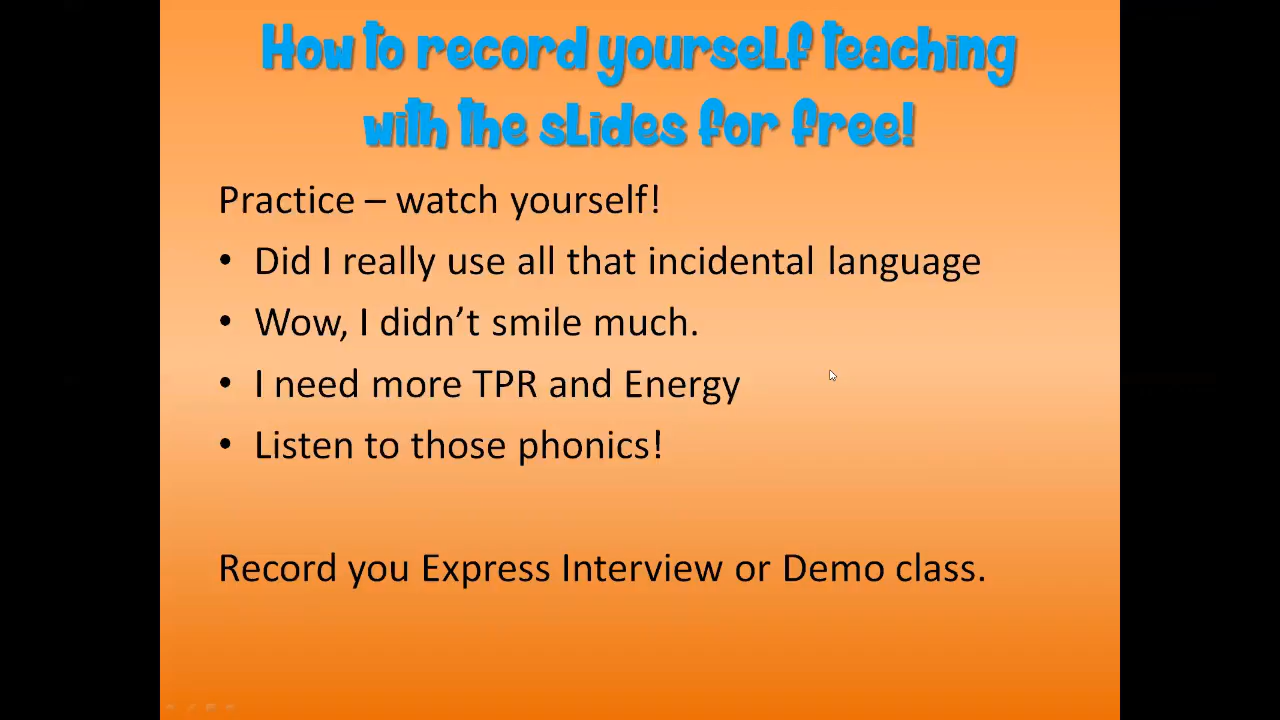 How to record yourself teaching
with the slides for free!
Practice – watch yourself!
• Did I really use all that incidental language
• Wow, I didn’t smile much.
• I need more TPR and Energy
• Listen to those phonics!
Record you Express Interview or Demo class.